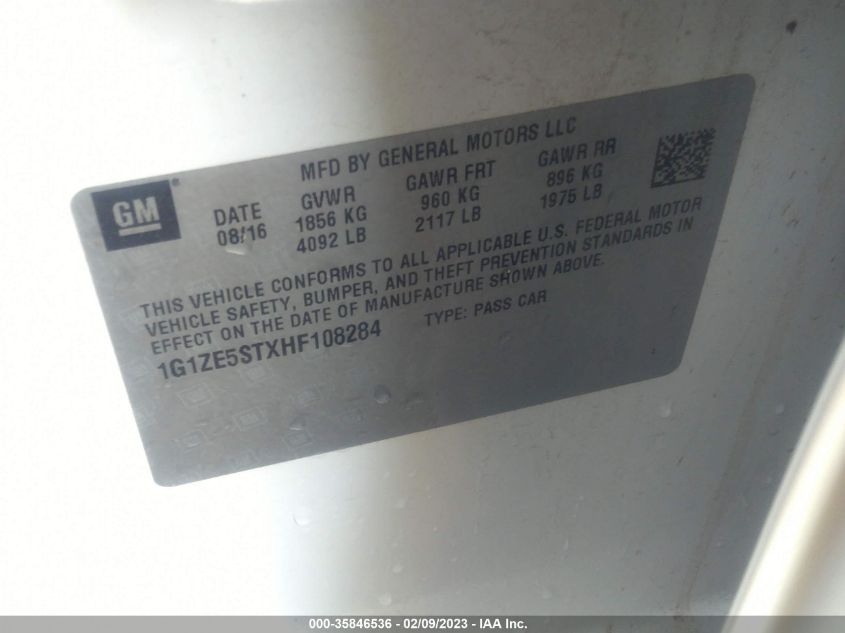 MFD BY GENERAL MOTORS LLC
GM®
DATE GVWR GAWR FRT GAWR RR
08/16 1856 KG 960 KG 896 KG
4092 LB 2117 LB 1975 LB
THIS VEHICLE CONFORMS TO ALL APPLICABLE U.S. FEDERAL MOTOR
VEHICLE SAFETY, BUMPER, AND THEFT PREVENTION STANDARDS IN
EFFECT ON THE DATE OF MANUFACTURE SHOWN ABOVE.
1G1ZE5STXHF108284 TYPE: PASS CAR
000-35846536 - 02/09/2023 - IAA Inc.